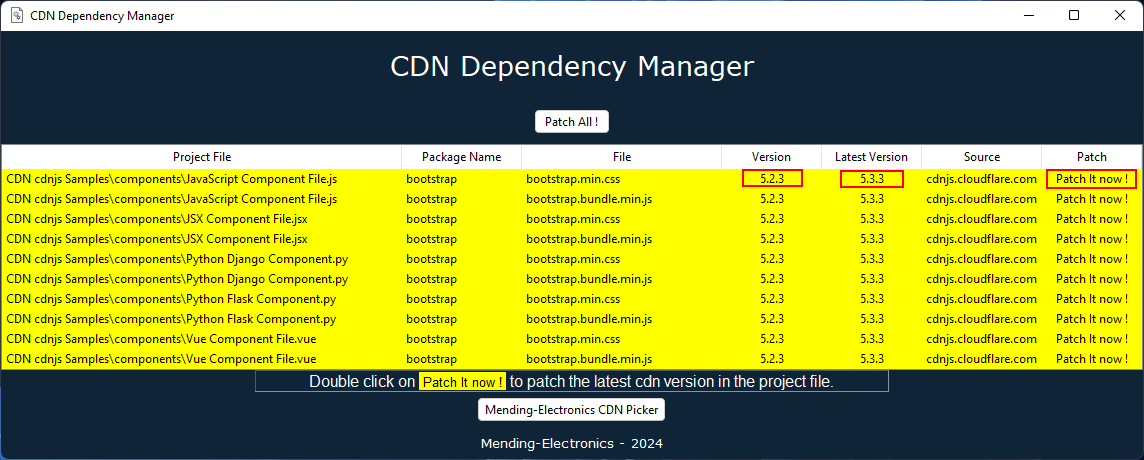 CDN Dependency Manager
CDN Dependency Manager
Patch All !
Project File Package Name File Version Latest Version Source Patch
CDN cdnjs Samples\components\JavaScript Component File.js bootstrap bootstrap.min.css 5.2.3 5.3.3 cdnjs.cloudflare.com Patch It now !
CDN cdnjs Samples\components\JavaScript Component File.js bootstrap bootstrap.bundle.min.js 5.2.3 5.3.3 cdnjs.cloudflare.com Patch It now !
CDN cdnjs Samples\components\JSX Component File.jsx bootstrap bootstrap.min.css 5.2.3 5.3.3 cdnjs.cloudflare.com Patch It now !
CDN cdnjs Samples\components\JSX Component File.jsx bootstrap bootstrap.bundle.min.js 5.2.3 5.3.3 cdnjs.cloudflare.com Patch It now !
CDN cdnjs Samples\components\Python Django Component.py bootstrap bootstrap.min.css 5.2.3 5.3.3 cdnjs.cloudflare.com Patch It now !
CDN cdnjs Samples\components\Python Django Component.py bootstrap bootstrap.bundle.min.js 5.2.3 5.3.3 cdnjs.cloudflare.com Patch It now !
CDN cdnjs Samples\components\Python Flask Component.py bootstrap bootstrap.min.css 5.2.3 5.3.3 cdnjs.cloudflare.com Patch It now !
CDN cdnjs Samples\components\Python Flask Component.py bootstrap bootstrap.bundle.min.js 5.2.3 5.3.3 cdnjs.cloudflare.com Patch It now !
CDN cdnjs Samples\components\Vue Component File.vue bootstrap bootstrap.min.css 5.2.3 5.3.3 cdnjs.cloudflare.com Patch It now !
CDN cdnjs Samples\components\Vue Component File.vue bootstrap bootstrap.bundle.min.js 5.2.3 5.3.3 cdnjs.cloudflare.com Patch It now !
Double click on Patch It now ! to patch the latest cdn version in the project file.
Mending-Electronics CDN Picker
Mending-Electronics - 2024